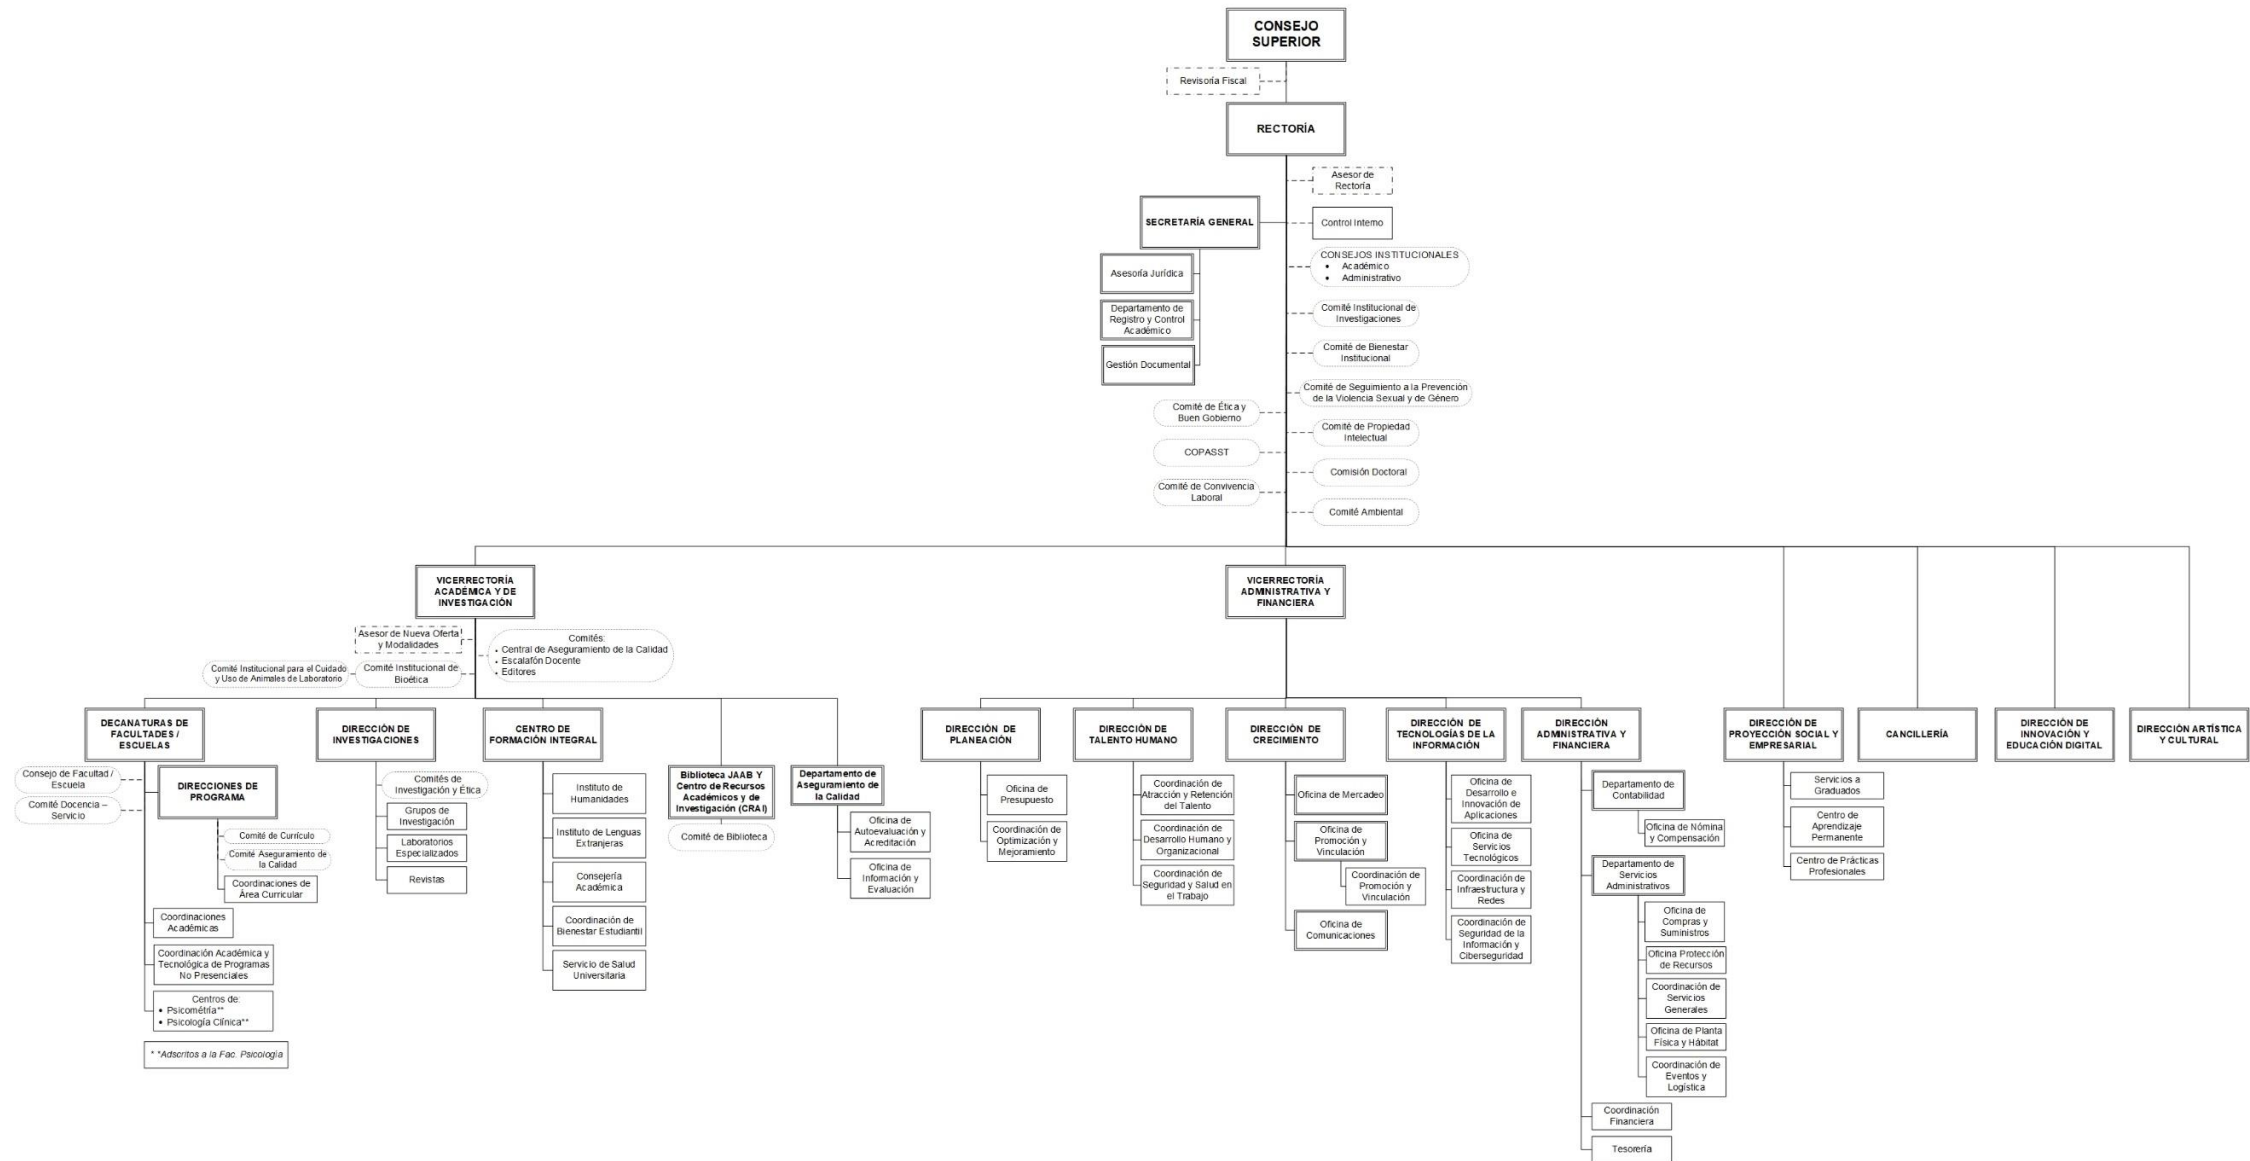 CONSEJO
SUPERIOR
Revisoría Fiscal
RECTORÍA
Asesor de
Rectoría
SECRETARÍA GENERAL
Control Interno
CONSEJOS INSTITUCIONALES
• Académico
• Administrativo
Asesoría Jurídica
Departamento de
Registro y Control
Académico
Gestión Documental
Comité Institucional de
Investigaciones
Comité de Bienestar
Institucional
Comité de Seguimiento a la Prevención
de la Violencia Sexual y de Género
Comité de Ética y
Buen Gobierno
Comité de Propiedad
Intelectual
COPASST
Comisión Doctoral
Comité de Convivencia
Laboral
Comité Ambiental
VICERRECTORÍA
ACADÉMICA Y DE
INVESTIGACIÓN
VICERRECTORÍA
ADMINISTRATIVA Y
FINANCIERA
Asesor de Nueva Oferta
y Modalidades
Comités:
• Central de Aseguramiento de la Calidad
• Escalafón Docente
• Editores
Comité Institucional para el Cuidado
y Uso de Animales de Laboratorio
Comité Institucional de
Bioética
DECANATURAS DE
FACULTADES /
ESCUELAS
DIRECCIÓN DE
INVESTIGACIONES
CENTRO DE
FORMACIÓN INTEGRAL
DIRECCIÓN DE
PLANEACIÓN
DIRECCIÓN DE
TALENTO HUMANO
DIRECCIÓN DE
CRECIMIENTO
DIRECCIÓN DE
TECNOLOGÍAS DE LA
INFORMACIÓN
DIRECCIÓN
ADMINISTRATIVA Y
FINANCIERA
DIRECCIÓN DE
PROYECCIÓN SOCIAL Y
EMPRESARIAL
CANCILLERÍA
DIRECCIÓN DE
INNOVACIÓN Y
EDUCACIÓN DIGITAL
DIRECCIÓN ARTÍSTICA
Y CULTURAL
Consejo de Facultad /
Escuela
Comité Docencia –
Servicio
DIRECCIONES DE
PROGRAMA
Comité de Currículo
Comité Aseguramiento de
la Calidad
Coordinaciones de
Área Curricular
Coordinaciones
Académicas
Coordinación Académica y
Tecnológica de Programas
No Presenciales
Centros de:
• Psicométría**
• Psicología Clínica**
* *Adscritos a la Fac. Psicología
Comités de
Investigación y Ética
Grupos de
Investigación
Laboratorios
Especializados
Revistas
Instituto de
Humanidades
Instituto de Lenguas
Extranjeras
Consejería
Académica
Coordinación de
Bienestar Estudiantil
Servicio de Salud
Universitaria
Biblioteca JAAB Y
Centro de Recursos
Académicos y de
Investigación (CRAI)
Comité de Biblioteca
Departamento de
Aseguramiento de
la Calidad
Oficina de
Autoevaluación y
Acreditación
Oficina de
Información y
Evaluación
Oficina de
Presupuesto
Coordinación de
Optimización y
Mejoramiento
Coordinación de
Atracción y Retención
del Talento
Coordinación de
Desarrollo Humano y
Organizacional
Coordinación de
Seguridad y Salud en
el Trabajo
Oficina de Mercadeo
Oficina de
Promoción y
Vinculación
Coordinación de
Promoción y
Vinculación
Oficina de
Comunicaciones
Oficina de
Desarrollo e
Innovación de
Aplicaciones
Oficina de
Servicios
Tecnológicos
Coordinación de
Infraestructura y
Redes
Coordinación de
Seguridad de la
Información y
Ciberseguridad
Departamento de
Contabilidad
Oficina de Nómina
y Compensación
Departamento de
Servicios
Administrativos
Oficina de
Compras y
Suministros
Oficina Protección
de Recursos
Coordinación de
Servicios
Generales
Oficina de Planta
Física y Hábitat
Coordinación de
Eventos y
Logística
Coordinación
Financiera
Tesorería
Servicios a
Graduados
Centro de
Aprendizaje
Permanente
Centro de Prácticas
Profesionales